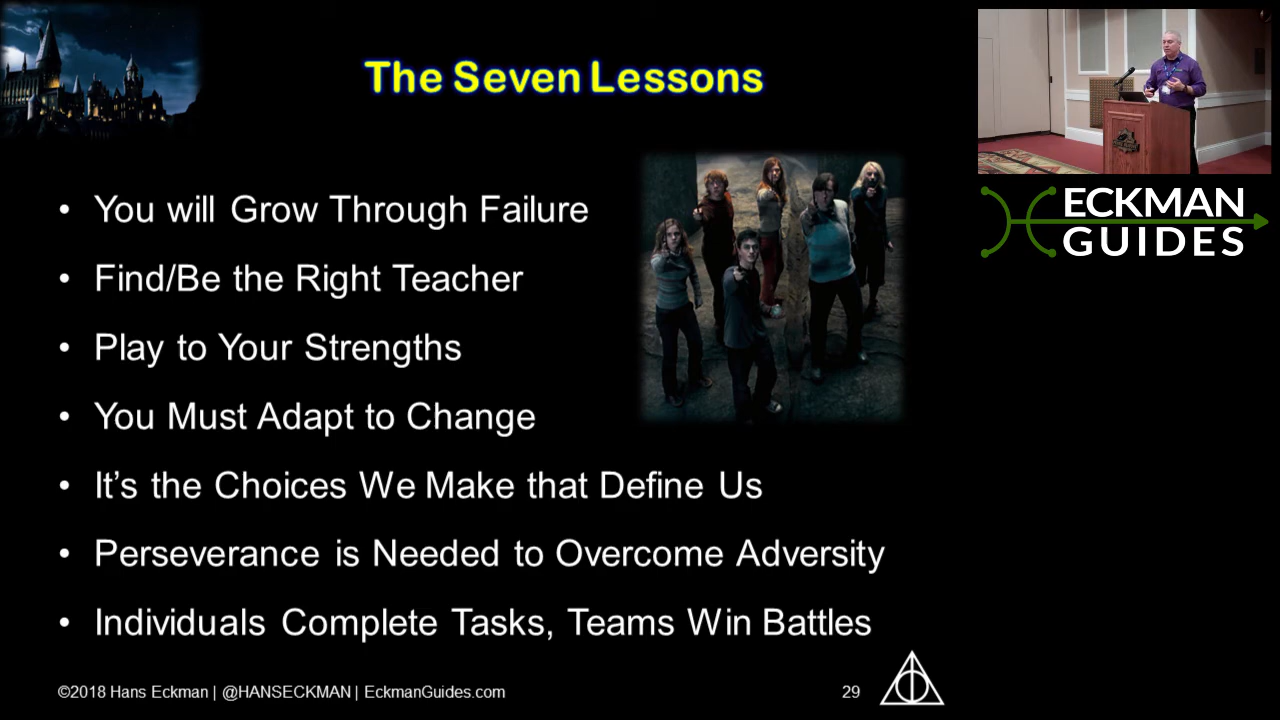 The Seven Lessons
• You will Grow Through Failure
• Find/Be the Right Teacher
• Play to Your Strengths
• You Must Adapt to Change
• It’s the Choices We Make that Define Us
• Perseverance is Needed to Overcome Adversity
• Individuals Complete Tasks, Teams Win Battles
©2018 Hans Eckman | @HANSECKMAN | EckmanGuides.com
29
ECKMAN
GUIDES